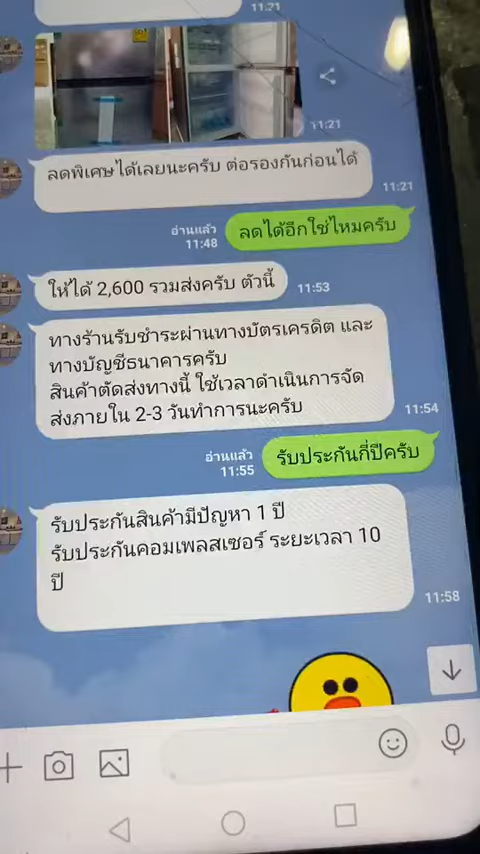 11:21
11:21
ลดพิเศษได้เลยนะครับ ต่อรองกันก่อนได้
11:21
อ่านแล้ว
11:48
ลดได้อีกใช่ไหมครับ
ให้ได้ 2,600 รวมส่งครับ ตัวนี้
11:53
ทางร้านรับชำระผ่านทางบัตรเครดิต และ
ทางบัญชีธนาคารครับ
สินค้าตัดส่งทางนี้ ใช้เวลาดำเนินการจัด
ส่งภายใน 2-3 วันทำการนะครับ
11:54
อ่านแล้ว
11:55
รับประกันกี่ปีครับ
รับประกันสินค้ามีปัญหา 1 ปี
รับประกันคอมเพลสเซอร์ ระยะเวลา 10
ปี
11:58